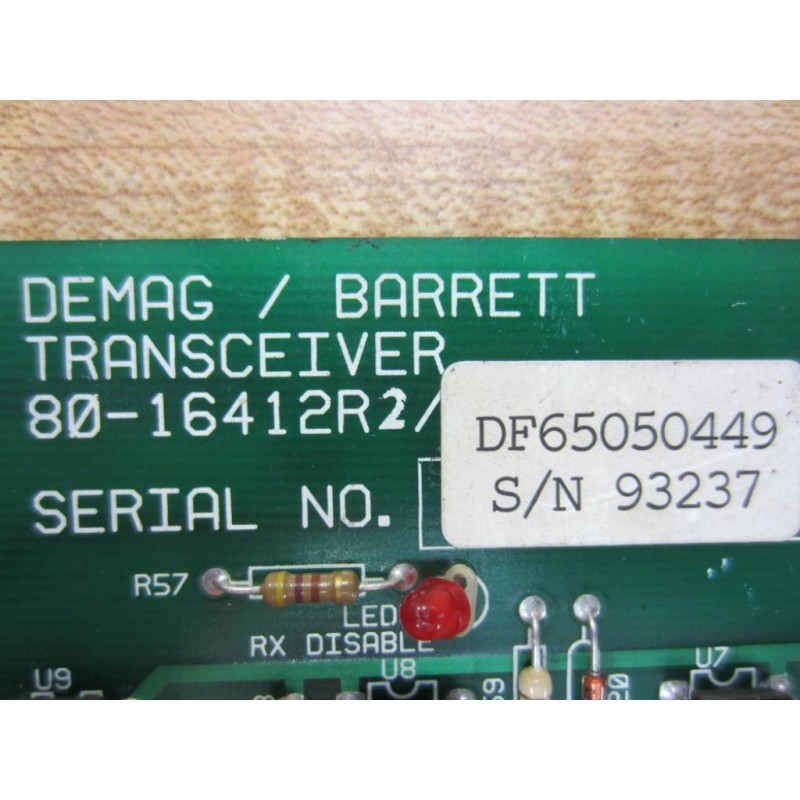 DEMAG / BARRETT
TRANSCEIVER
80-16412R2/
DF65050449
S/N 93237
SERIAL NO.
R57
LED
RX DISABLE
U9
U8
U7